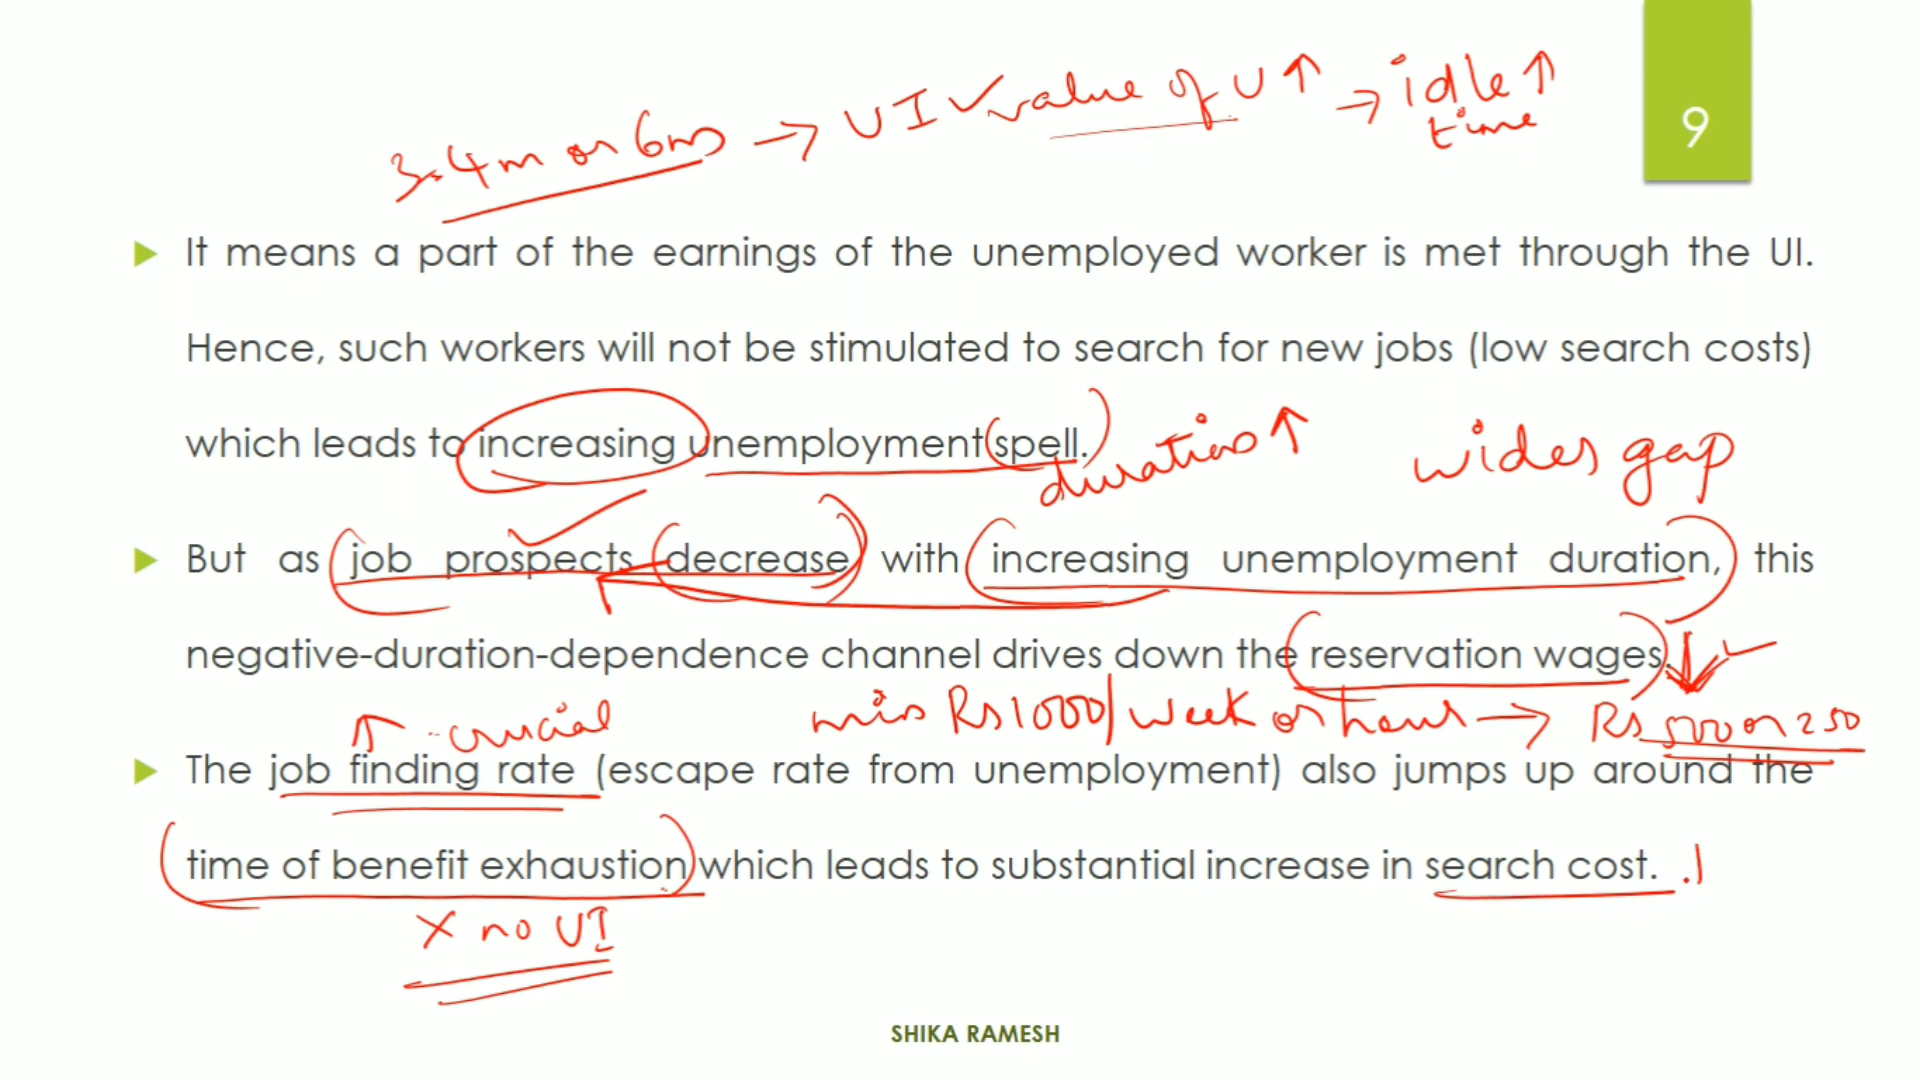 3-4m or 6ms → UI ✓ value of U ↑ → idle ↑
time
9
► It means a part of the earnings of the unemployed worker is met through the UI.
Hence, such workers will not be stimulated to search for new jobs (low search costs)
which leads to increasing unemployment (spell.)
duration ↑
wides gap
► But as job prospects decrease with increasing unemployment duration, this
negative-duration-dependence channel drives down the reservation wages.
↑ crucial
min Rs 1000/week or hour → Rs 500 or 250
► The job finding rate (escape rate from unemployment) also jumps up around the
time of benefit exhaustion which leads to substantial increase in search cost.
X no UI
SHIKA RAMESH